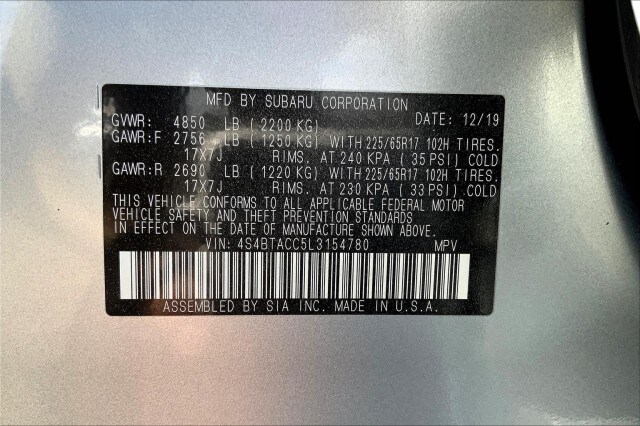 MFD BY SUBARU CORPORATION DATE: 12/19
GVWR: 4850 LB (2200 KG)
GAWR:F 2756 LB (1250 KG) WITH 225/65R17 102H TIRES.
17X7J RIMS. AT 240 KPA (35 PSI) COLD
GAWR:R 2690 LB (1220 KG) WITH 225/65R17 102H TIRES.
17X7J RIMS. AT 230 KPA (33 PSI) COLD
THIS VEHICLE CONFORMS TO ALL APPLICABLE FEDERAL MOTOR
VEHICLE SAFETY AND THEFT PREVENTION STANDARDS
IN EFFECT ON THE DATE OF MANUFACTURE SHOWN ABOVE.
VIN: 4S4BTACC5L3154780 MPV
ASSEMBLED BY SIA INC. MADE IN U.S.A.